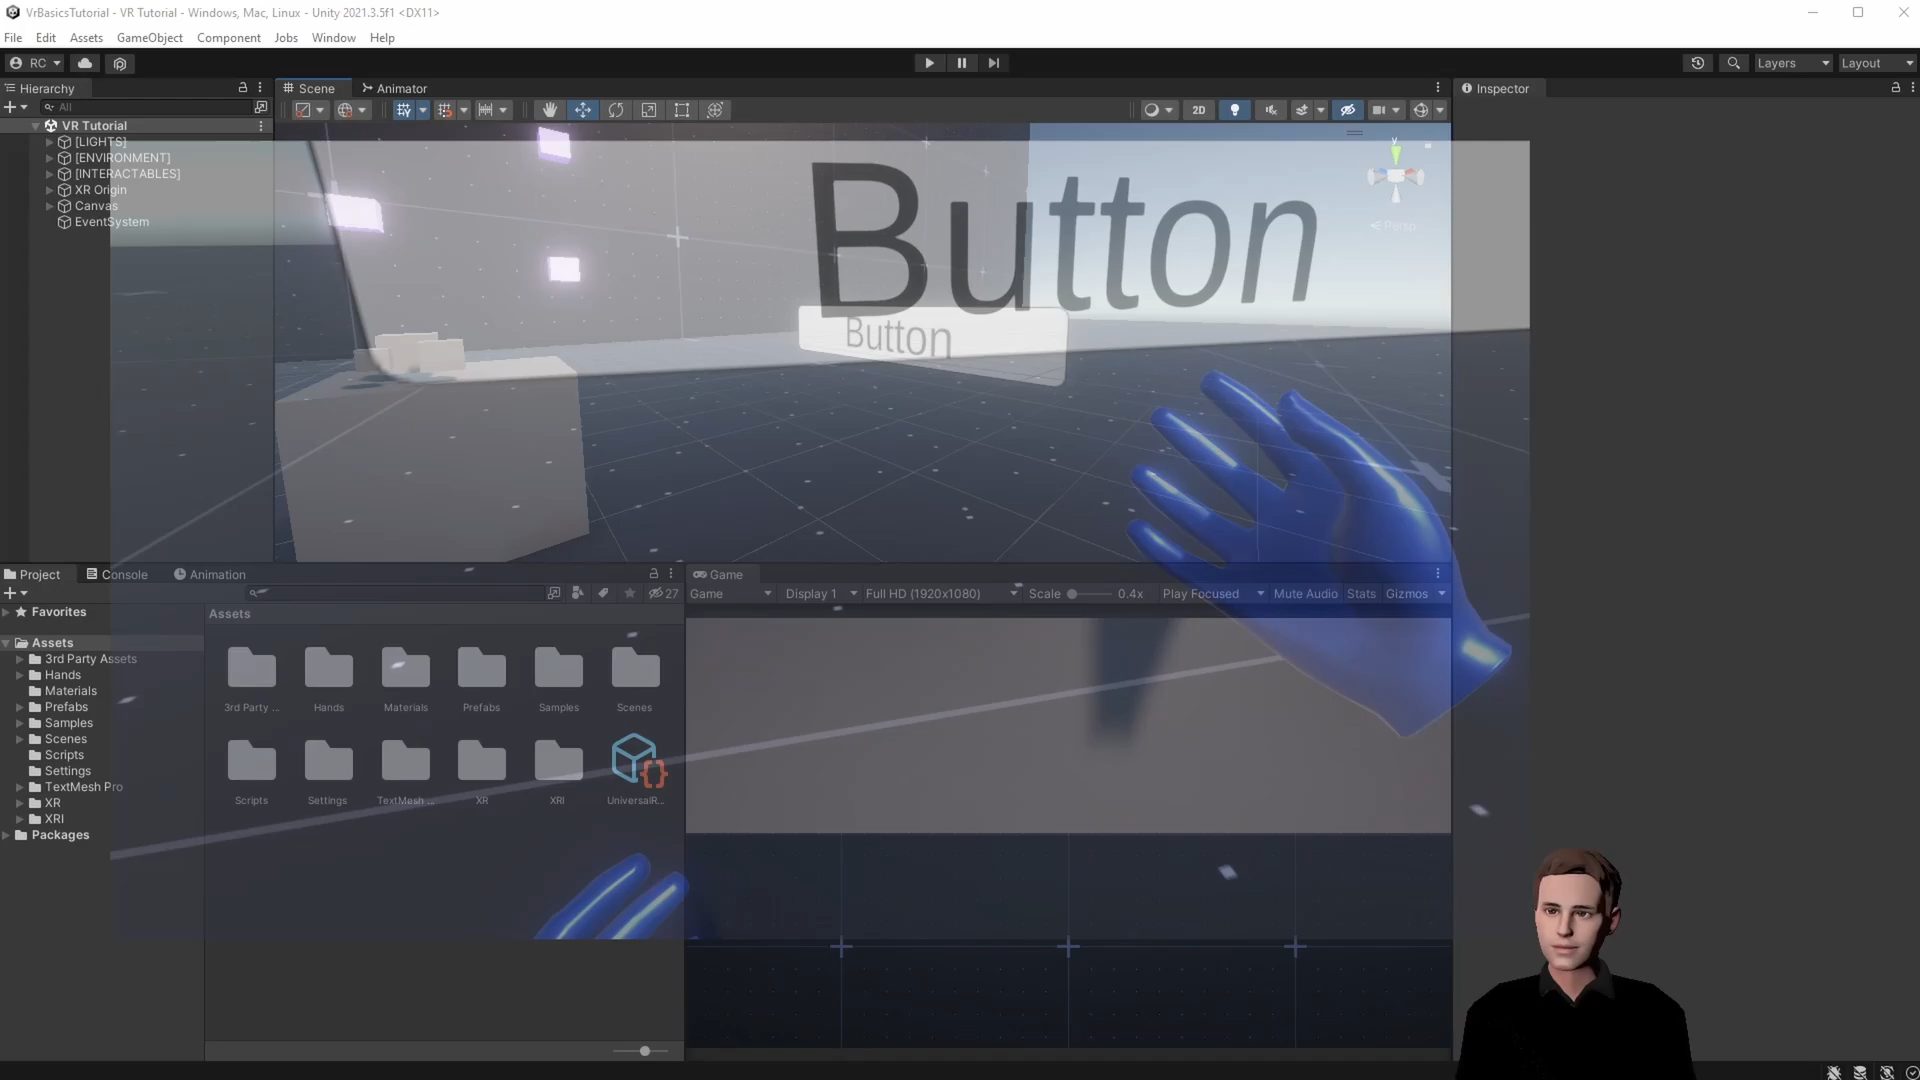 VrBasicsTutorial - VR Tutorial - Windows, Mac, Linux - Unity 2021.3.5f1 <DX11>
File Edit Assets GameObject Component Jobs Window Help
RC Layers Layout
Hierarchy Scene Animator Inspector
All 2D
VR Tutorial
[LIGHTS]
[ENVIRONMENT]
[INTERACTABLES]
XR Origin
Canvas
EventSystem
y
Persp
Button
Button
Project Console Animation Game
27 Game Display 1 Full HD (1920x1080) Scale 0.4x Play Focused Mute Audio Stats Gizmos
Favorites
Assets
Assets
3rd Party Assets
Hands
Materials
Prefabs
Samples
Scenes
Scripts
Settings
TextMesh Pro
XR
XRI
Packages
3rd Party ... Hands Materials Prefabs Samples Scenes
Scripts Settings TextMesh ... XR XRI UniversalR...